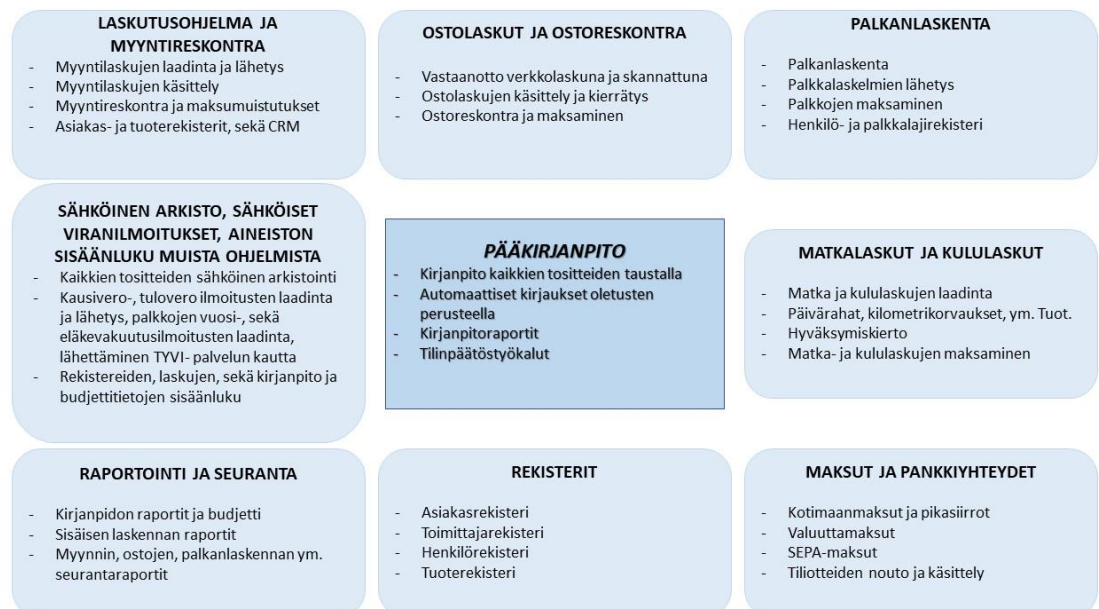 LASKUTUSOHJELMA JA
MYYNTIRESKONTRA
- Myyntilaskujen laadinta ja lähetys
- Myyntilaskujen käsittely
- Myyntireskontra ja maksumuistutukset
- Asiakas- ja tuoterekisterit, sekä CRM
OSTOLASKUT JA OSTORESKONTRA
- Vastaanotto verkkolaskuna ja skannattuna
- Ostolaskujen käsittely ja kierrätys
- Ostoreskontra ja maksaminen
PALKANLASKENTA
- Palkanlaskenta
- Palkkalaskelmien lähetys
- Palkkojen maksaminen
- Henkilö- ja palkkalajirekisteri
SÄHKÖINEN ARKISTO, SÄHKÖISET
VIRANILMOITUKSET, AINEISTON
SISÄÄNLUKU MUISTA OHJELMISTA
- Kaikkien tositteiden sähköinen arkistointi
- Kausivero-, tulovero ilmoitusten laadinta
ja lähetys, palkkojen vuosi-, sekä
eläkevakuutusilmoitusten laadinta,
lähettäminen TYVI- palvelun kautta
- Rekistereiden, laskujen, sekä kirjanpito ja
budjettitietojen sisäänluku
PÄÄKIRJANPITO
- Kirjanpito kaikkien tositteiden taustalla
- Automaattiset kirjaukset oletusten
perusteella
- Kirjanpitoraportit
- Tilinpäätöstyökalut
MATKALASKUT JA KULULASKUT
- Matka ja kululaskujen laadinta
- Päivärahat, kilometrikorvaukset, ym. Tuot.
- Hyväksymiskierto
- Matka- ja kululaskujen maksaminen
RAPORTOINTI JA SEURANTA
- Kirjanpidon raportit ja budjetti
- Sisäisen laskennan raportit
- Myynnin, ostojen, palkanlaskennan ym.
seurantaraportit
REKISTERIT
- Asiakasrekisteri
- Toimittajarekisteri
- Henkilörekisteri
- Tuoterekisteri
MAKSUT JA PANKKIYHTEYDET
- Kotimaanmaksut ja pikasiirrot
- Valuuttamaksut
- SEPA-maksut
- Tiliotteiden nouto ja käsittely